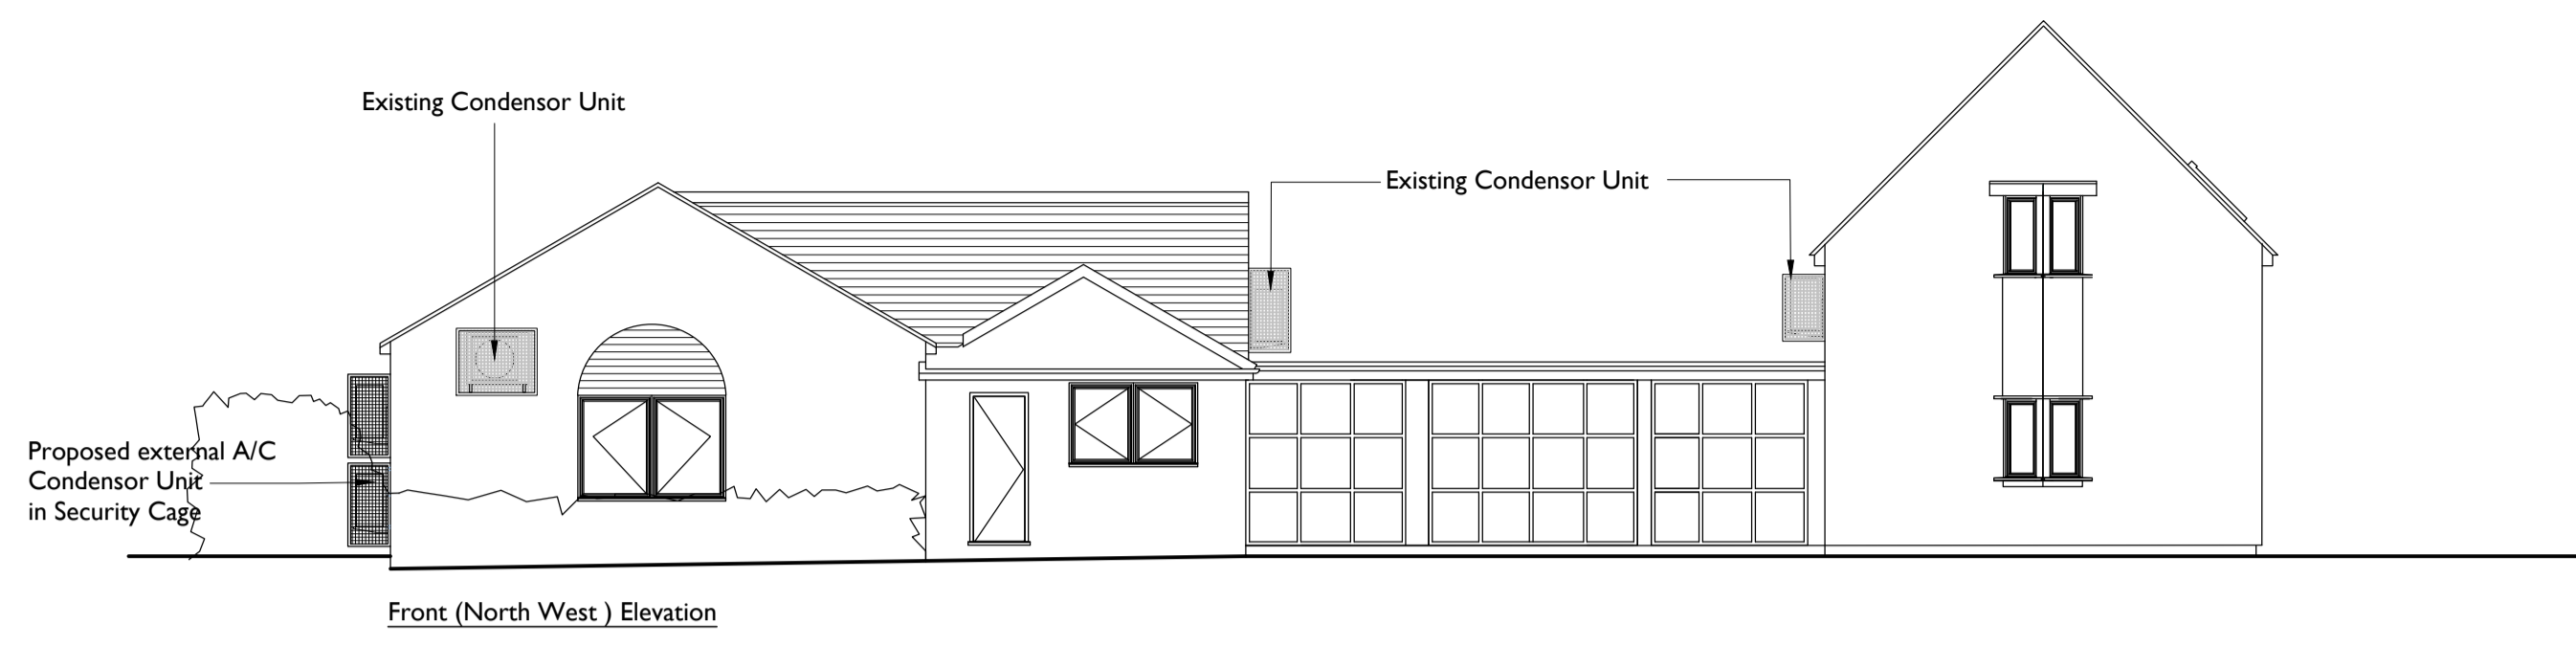 Existing Condensor Unit
Existing Condensor Unit
Proposed external A/C
Condensor Unit
in Security Cage
Front (North West ) Elevation